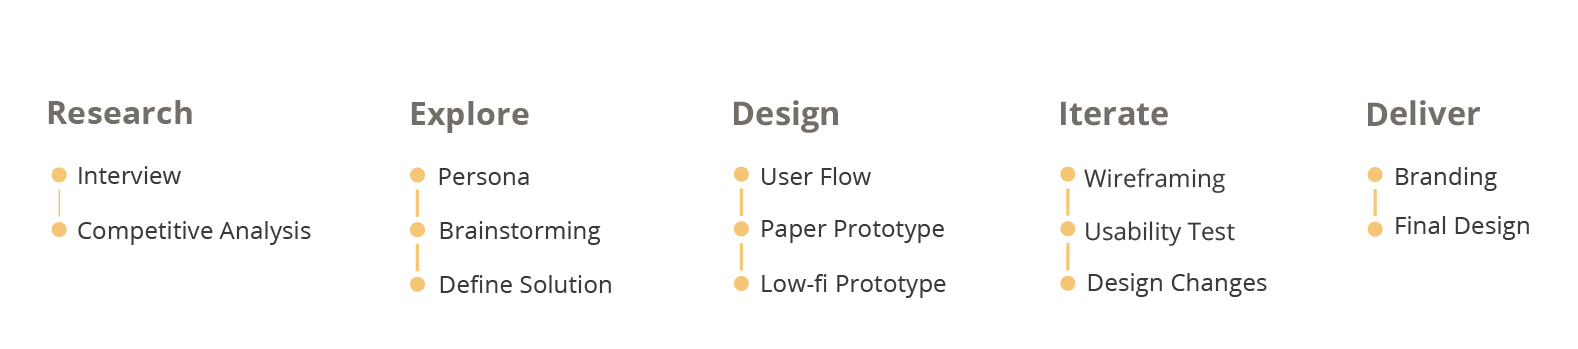 Research
Interview
Competitive Analysis
Explore
Persona
Brainstorming
Define Solution
Design
User Flow
Paper Prototype
Low-fi Prototype
Iterate
Wireframing
Usability Test
Design Changes
Deliver
Branding
Final Design